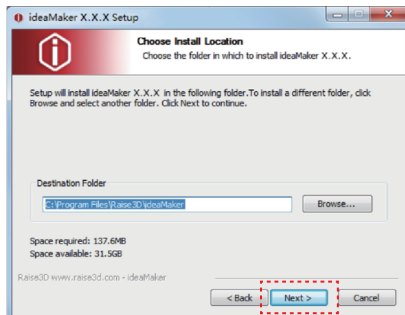 ideaMaker X.X.X Setup
Choose Install Location
Choose the folder in which to install ideaMaker X.X.X.
Setup will install ideaMaker X.X.X in the following folder.To install a different folder, click
Browse and select another folder. Click Next to continue.
Destination Folder
C:\Program Files\Raise3D\ideaMaker
Browse...
Space required: 137.6MB
Space available: 31.5GB
Raise3D www.raise3d.com - ideaMaker
< Back
Next >
Cancel